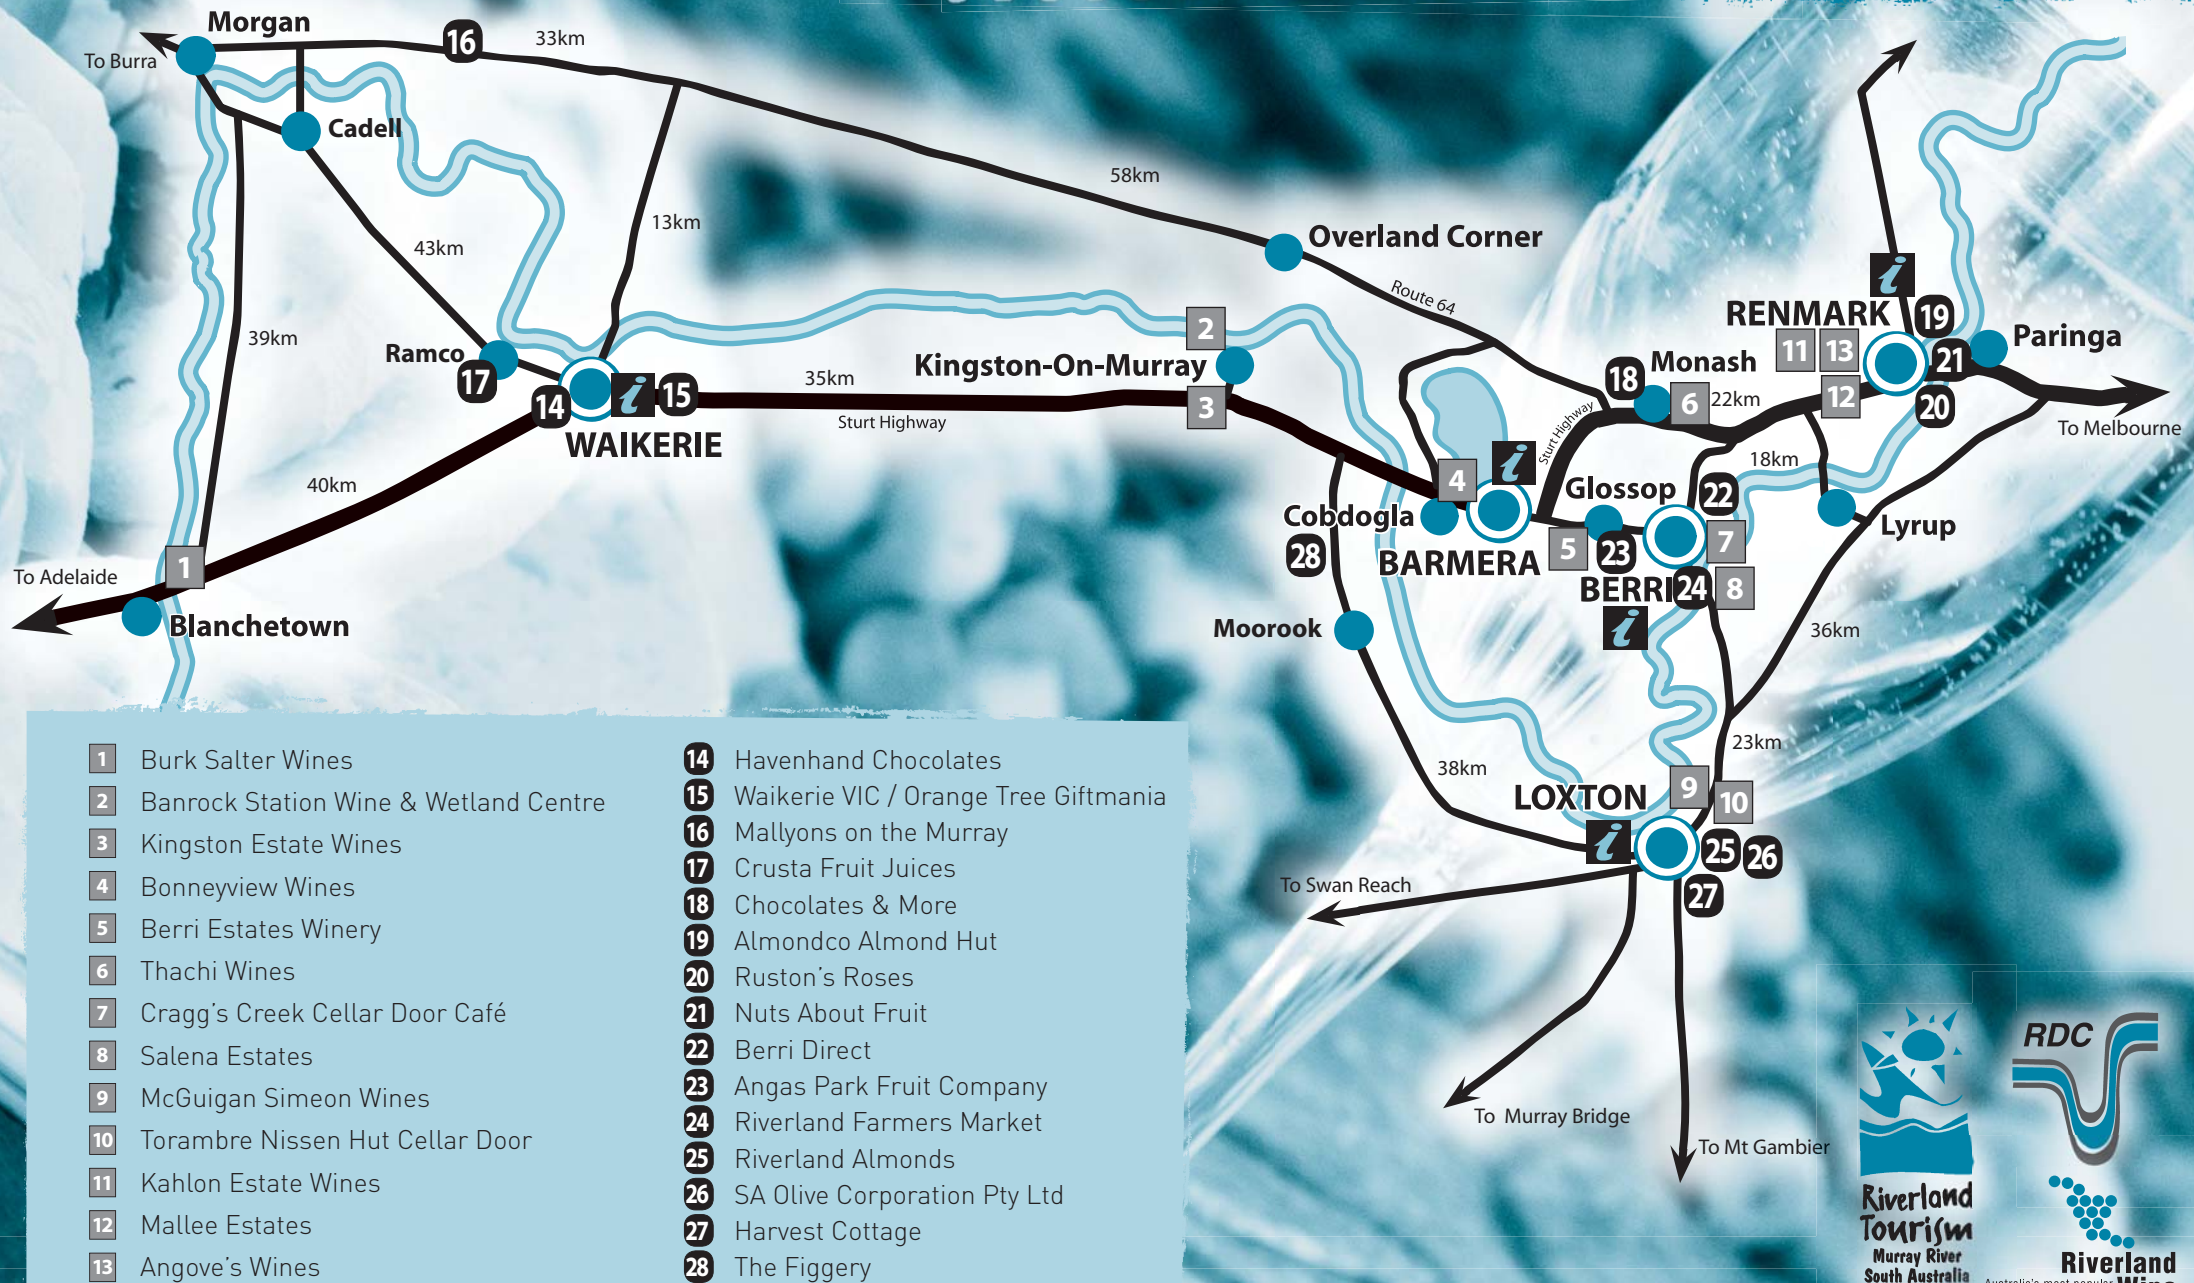 Morgan
To Burra
16
33km
Cadell
58km
13km
43km
Overland Corner
Route 64
39km
Ramco
17
14
i
15
WAIKERIE
35km
Sturt Highway
2
Kingston-On-Murray
3
40km
1
To Adelaide
Blanchetown
RENMARK
i
19
11
13
Paringa
21
12
20
To Melbourne
18
Monash
6
22km
Sturt Highway
18km
4
i
Cobdogla
BARMERA
28
Glossop
22
5
23
7
BERRI
24
8
i
Lyrup
Moorook
36km
23km
38km
LOXTON
9
10
i
25
26
27
To Swan Reach
To Murray Bridge
To Mt Gambier
1 Burk Salter Wines
2 Banrock Station Wine & Wetland Centre
3 Kingston Estate Wines
4 Bonneyview Wines
5 Berri Estates Winery
6 Thachi Wines
7 Cragg's Creek Cellar Door Café
8 Salena Estates
9 McGuigan Simeon Wines
10 Torambre Nissen Hut Cellar Door
11 Kahlon Estate Wines
12 Mallee Estates
13 Angove's Wines
14 Havenhand Chocolates
15 Waikerie VIC / Orange Tree Giftmania
16 Mallyons on the Murray
17 Crusta Fruit Juices
18 Chocolates & More
19 Almondco Almond Hut
20 Ruston's Roses
21 Nuts About Fruit
22 Berri Direct
23 Angas Park Fruit Company
24 Riverland Farmers Market
25 Riverland Almonds
26 SA Olive Corporation Pty Ltd
27 Harvest Cottage
28 The Figgery
Riverland
Tourism
Murray River
South Australia
RDC
Riverland